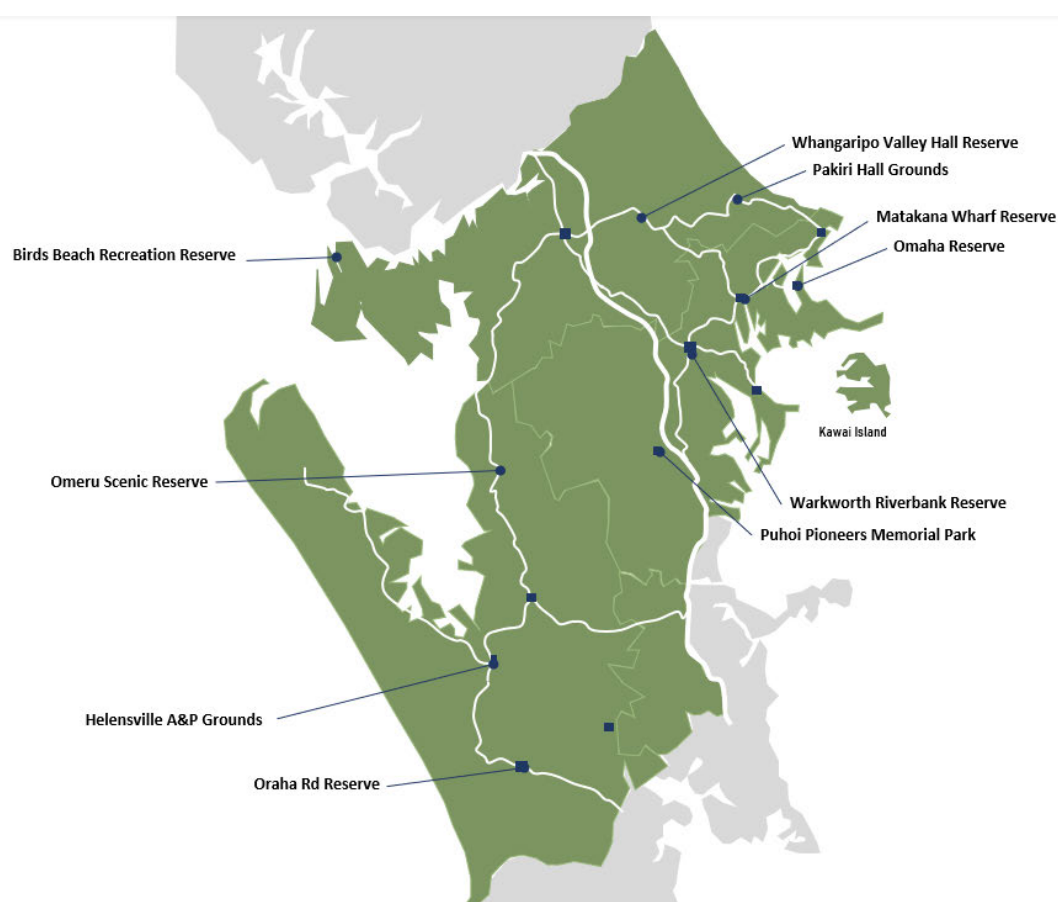 Whangaripo Valley Hall Reserve
Pakiri Hall Grounds
Matakana Wharf Reserve
Omaha Reserve
Birds Beach Recreation Reserve
Kawai Island
Omeru Scenic Reserve
Warkworth Riverbank Reserve
Puhoi Pioneers Memorial Park
Helensville A&P Grounds
Oraha Rd Reserve